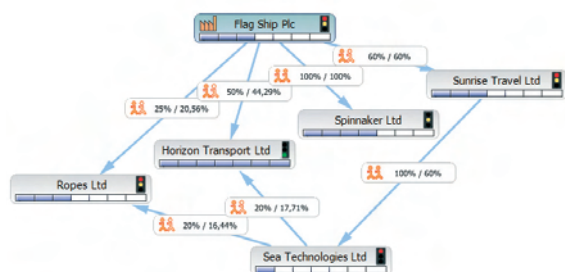 Flag Ship Plc
60% / 60%
100% / 100%
Sunrise Travel Ltd
50% / 44,29%
25% / 20,56%
Spinnaker Ltd
Horizon Transport Ltd
100% / 60%
Ropes Ltd
20% / 17,71%
20% / 16,44%
Sea Technologies Ltd